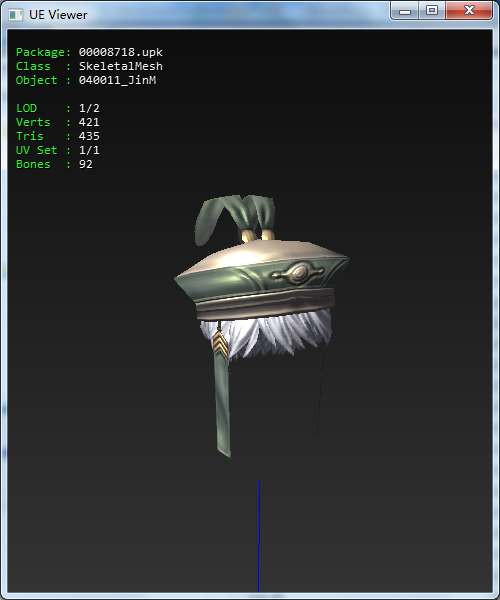 UE Viewer
Package: 00008718.upk
Class  : SkeletalMesh
Object : 040011_JinM
LOD    : 1/2
Verts  : 421
Tris   : 435
UV Set : 1/1
Bones  : 92